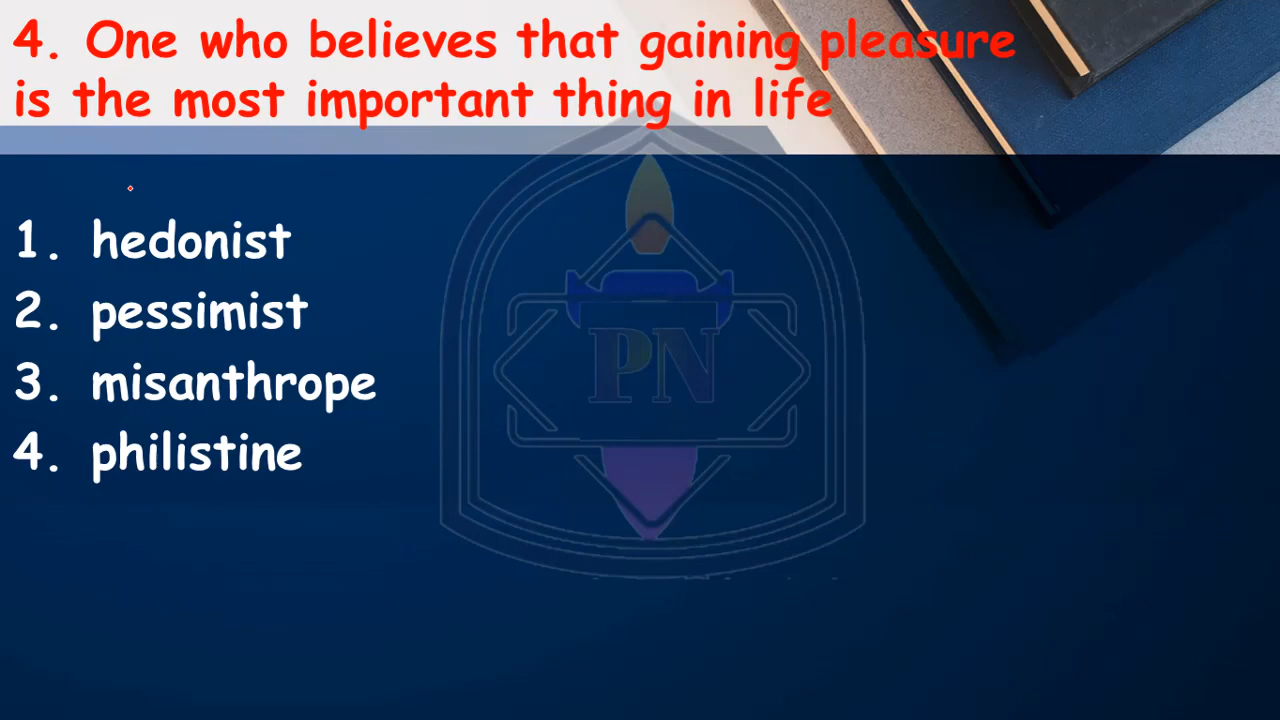 4. One who believes that gaining pleasure
is the most important thing in life
1. hedonist
2. pessimist
3. misanthrope
4. philistine
PN